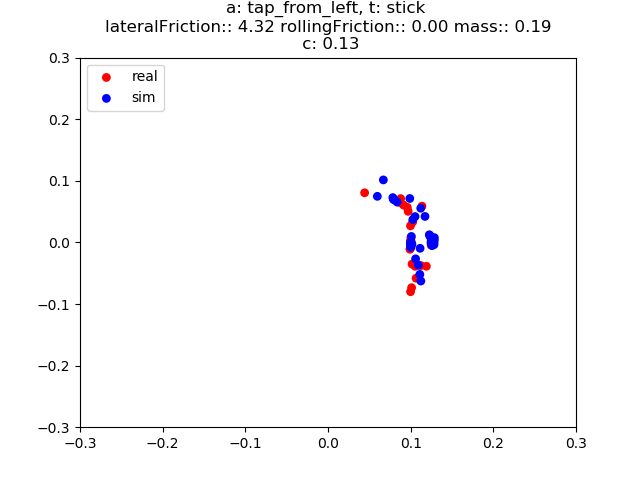 a: tap_from_left, t: stick
lateralFriction:: 4.32 rollingFriction:: 0.00 mass:: 0.19
c: 0.13
real
sim
0.3
0.2
0.1
0.0
−0.1
−0.2
−0.3
−0.3 −0.2 −0.1 0.0 0.1 0.2 0.3